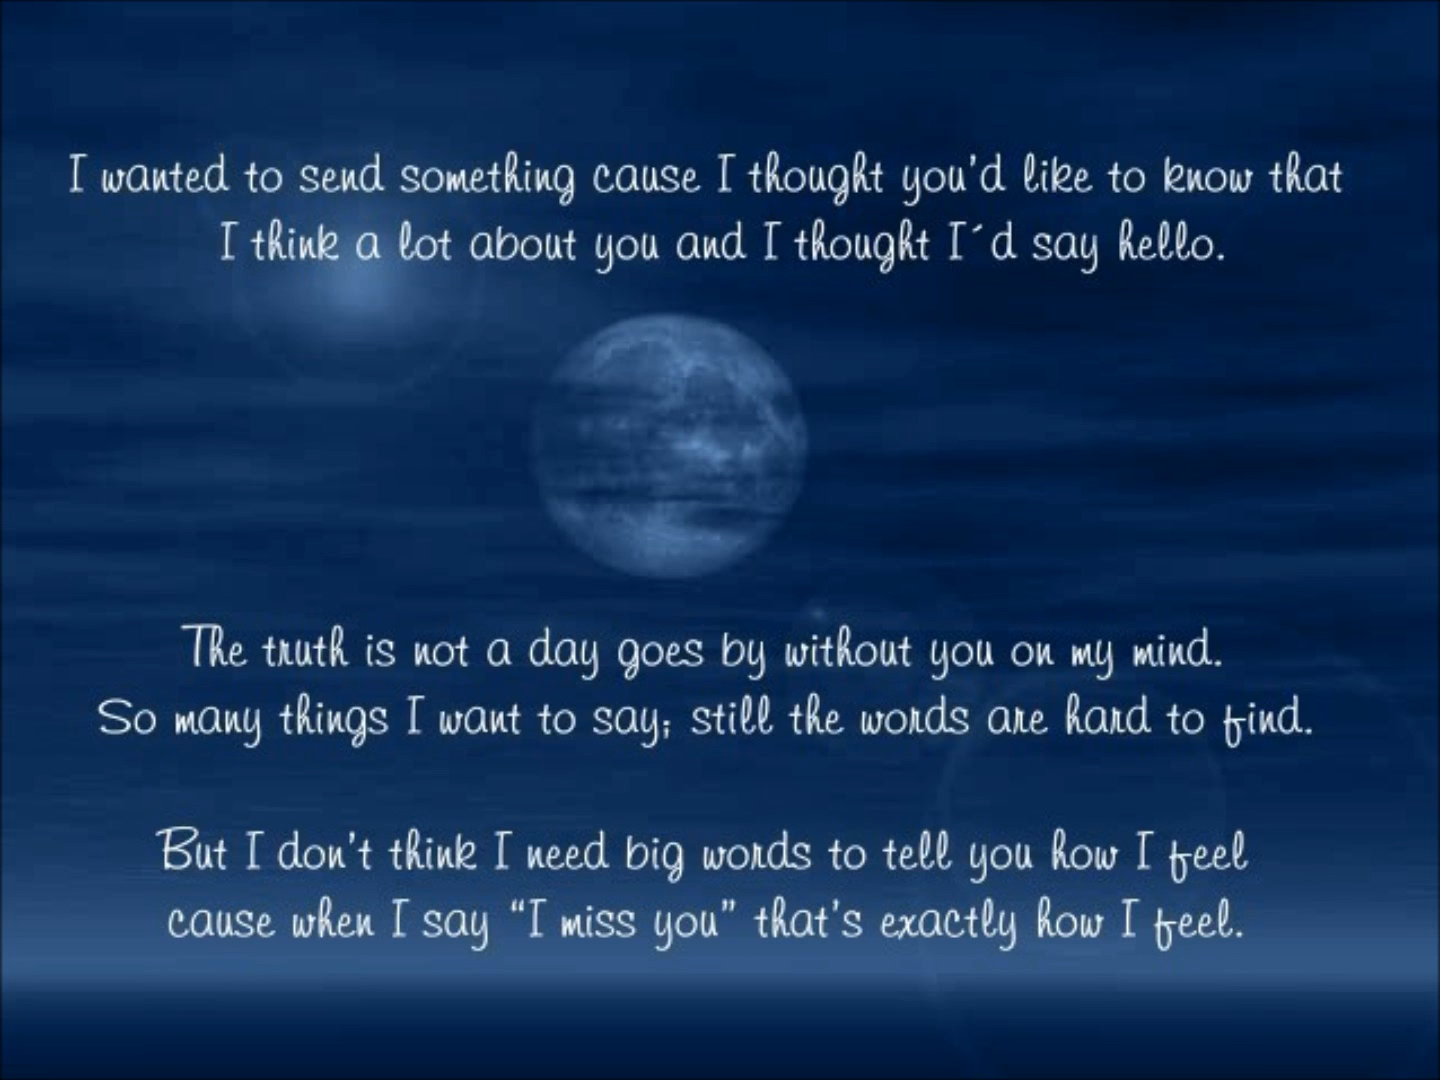 I wanted to send something cause I thought you'd like to know that
I think a lot about you and I thought I´d say hello.
The truth is not a day goes by without you on my mind.
So many things I want to say; still the words are hard to find.
But I don't think I need big words to tell you how I feel
cause when I say “I miss you” that's exactly how I feel.